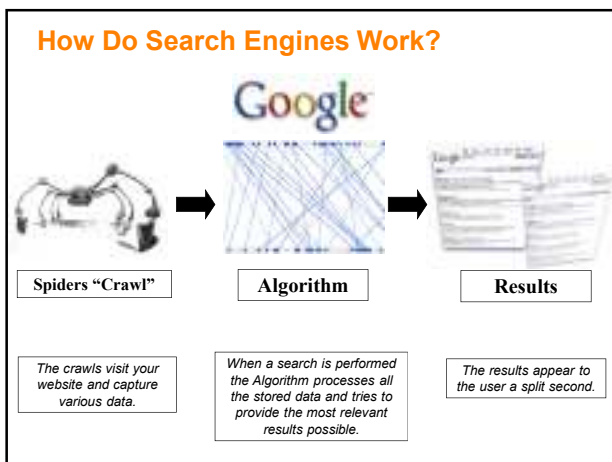 How Do Search Engines Work?
Google
Spiders “Crawl”
Algorithm
Results
The crawls visit your
website and capture
various data.
When a search is performed
the Algorithm processes all
the stored data and tries to
provide the most relevant
results possible.
The results appear to
the user a split second.